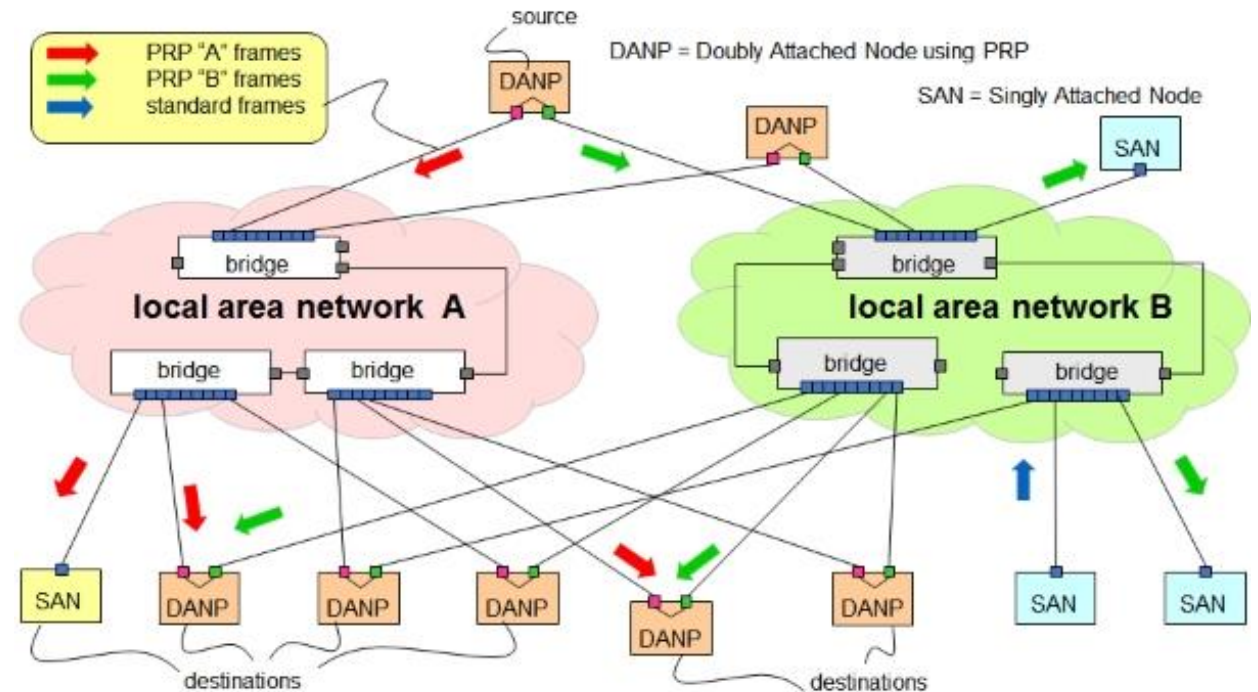 source
PRP "A" frames
PRP "B" frames
standard frames
DANP = Doubly Attached Node using PRP
DANP
SAN = Singly Attached Node
DANP
SAN
bridge
bridge
local area network A
local area network B
bridge
bridge
bridge
bridge
SAN
DANP
DANP
DANP
DANP
DANP
SAN
SAN
destinations
destinations